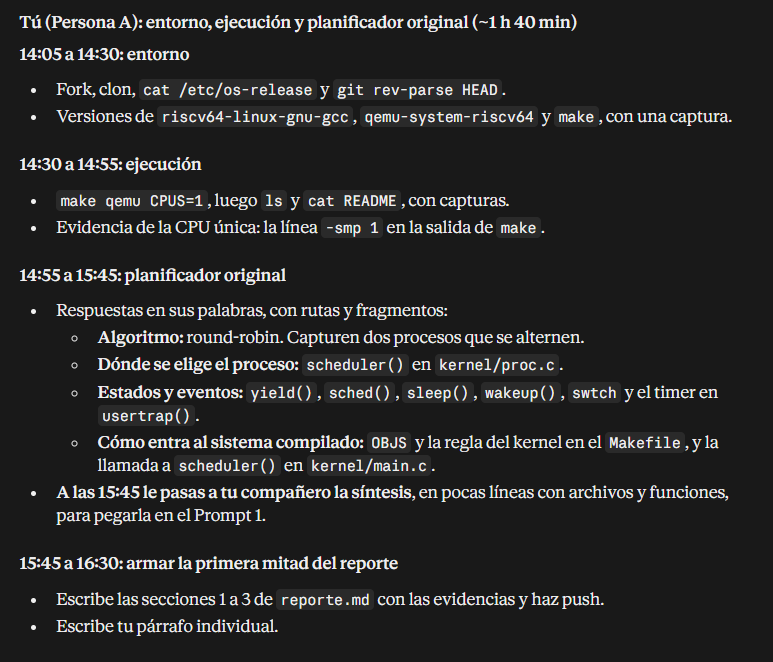 Tú (Persona A): entorno, ejecución y planificador original (~1 h 40 min)
14:05 a 14:30: entorno
• Fork, clon, cat /etc/os-release y git rev-parse HEAD.
• Versiones de riscv64-linux-gnu-gcc, qemu-system-riscv64 y make, con una captura.
14:30 a 14:55: ejecución
• make qemu CPUS=1, luego ls y cat README, con capturas.
• Evidencia de la CPU única: la línea -smp 1 en la salida de make.
14:55 a 15:45: planificador original
• Respuestas en sus palabras, con rutas y fragmentos:
◦ Algoritmo: round-robin. Capturen dos procesos que se alternen.
◦ Dónde se elige el proceso: scheduler() en kernel/proc.c.
◦ Estados y eventos: yield(), sched(), sleep(), wakeup(), swtch y el timer en
usertrap().
◦ Cómo entra al sistema compilado: OBJS y la regla del kernel en el Makefile, y la
llamada a scheduler() en kernel/main.c.
• A las 15:45 le pasas a tu compañero la síntesis, en pocas líneas con archivos y funciones,
para pegarla en el Prompt 1.
15:45 a 16:30: armar la primera mitad del reporte
• Escribe las secciones 1 a 3 de reporte.md con las evidencias y haz push.
• Escribe tu párrafo individual.